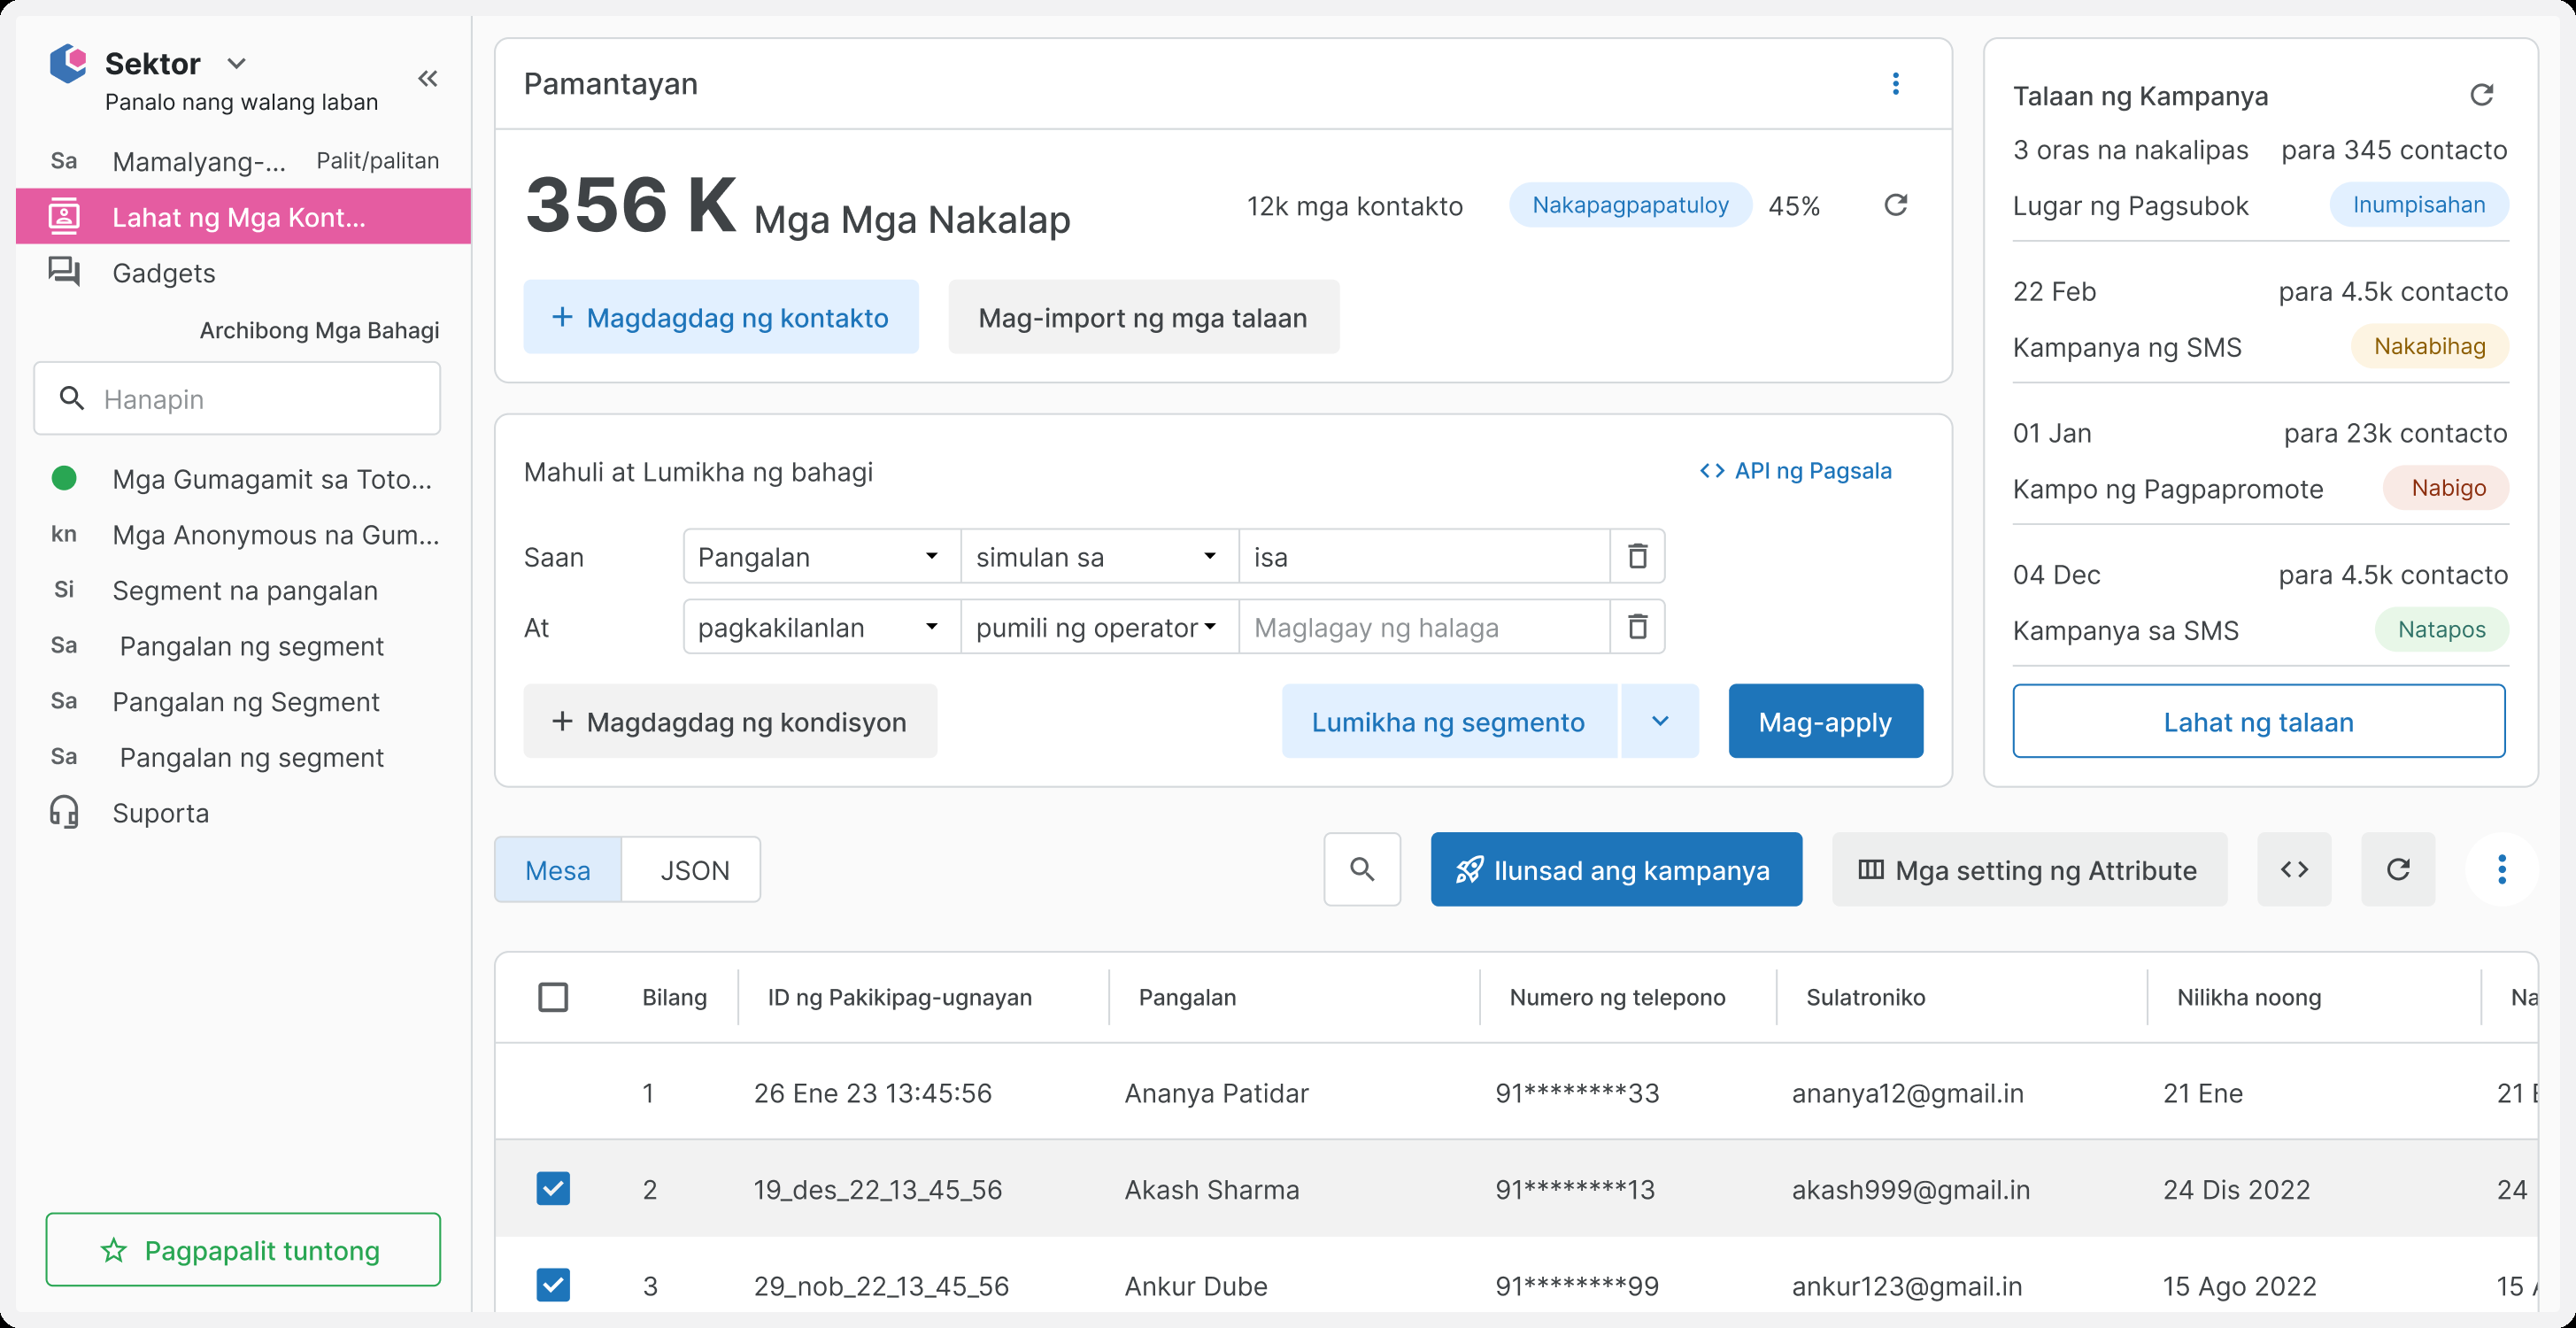 Sektor
Panalo nang walang laban
Sa Mamalyang-... Palit/palitan
Lahat ng Mga Kont...
Gadgets
Archibong Mga Bahagi
Hanapin
Mga Gumagamit sa Toto...
kn Mga Anonymous na Gum...
Si Segment na pangalan
Sa Pangalan ng segment
Sa Pangalan ng Segment
Sa Pangalan ng segment
Suporta
Pagpapalit tuntong
Pamantayan
356 K Mga Mga Nakalap
12k mga kontakto Nakapagpapatuloy 45%
+ Magdagdag ng kontakto
Mag-import ng mga talaan
Mahuli at Lumikha ng bahagi
<> API ng Pagsala
Saan Pangalan simulan sa isa
At pagkakilanlan pumili ng operator Maglagay ng halaga
+ Magdagdag ng kondisyon
Lumikha ng segmento
Mag-apply
Talaan ng Kampanya
3 oras na nakalipas para 345 contacto
Lugar ng Pagsubok Inumpisahan
22 Feb para 4.5k contacto
Kampanya ng SMS Nakabihag
01 Jan para 23k contacto
Kampo ng Pagpapromote Nabigo
04 Dec para 4.5k contacto
Kampanya sa SMS Natapos
Lahat ng talaan
Mesa JSON
Ilunsad ang kampanya
Mga setting ng Attribute
<>
Bilang ID ng Pakikipag-ugnayan Pangalan Numero ng telepono Sulatroniko Nilikha noong Na
1 26 Ene 23 13:45:56 Ananya Patidar 91********33 ananya12@gmail.in 21 Ene 21
2 19_des_22_13_45_56 Akash Sharma 91********13 akash999@gmail.in 24 Dis 2022 24
3 29_nob_22_13_45_56 Ankur Dube 91********99 ankur123@gmail.in 15 Ago 2022 15